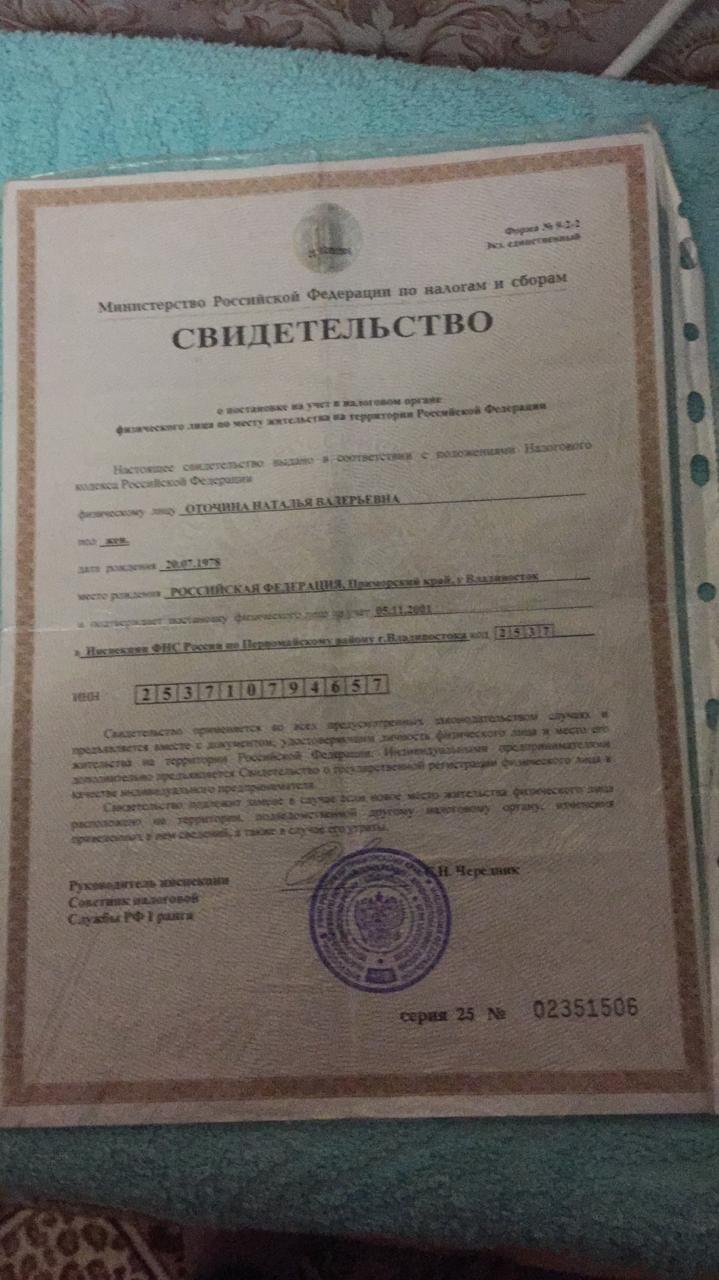 Форма № 9-2-2
Экз. единственный
Министерство Российской Федерации по налогам и сборам
СВИДЕТЕЛЬСТВО
о постановке на учет в налоговом органе
физического лица по месту жительства на территории Российской Федерации
Настоящее свидетельство выдано в соответствии с положениями Налогового
кодекса Российской Федерации
физическому лицу ОТОЧИНА НАТАЛЬЯ ВАЛЕРЬЕВНА
пол жен.
дата рождения 20.07.1978
место рождения РОССИЙСКАЯ ФЕДЕРАЦИЯ, Приморский край, г Владивосток
и подтверждает постановку физического лица на учет 05.11.2001
в Инспекции ФНС России по Первомайскому району г.Владивостока код 2537
ИНН 253710794657
Свидетельство применяется во всех предусмотренных законодательством случаях и
предъявляется вместе с документом, удостоверяющим личность физического лица и место его
жительства на территории Российской Федерации. Индивидуальными предпринимателями
дополнительно предъявляется Свидетельство о государственной регистрации физического лица в
качестве индивидуального предпринимателя.
Свидетельство подлежит замене в случае если новое место жительства физического лица
расположено на территории, подведомственной другому налоговому органу, изменения
приведенных в нем сведений, а также в случае его утраты.
Руководитель инспекции
Советник налоговой
Службы РФ I ранга
Н. Чередник
серия 25 № 02351506